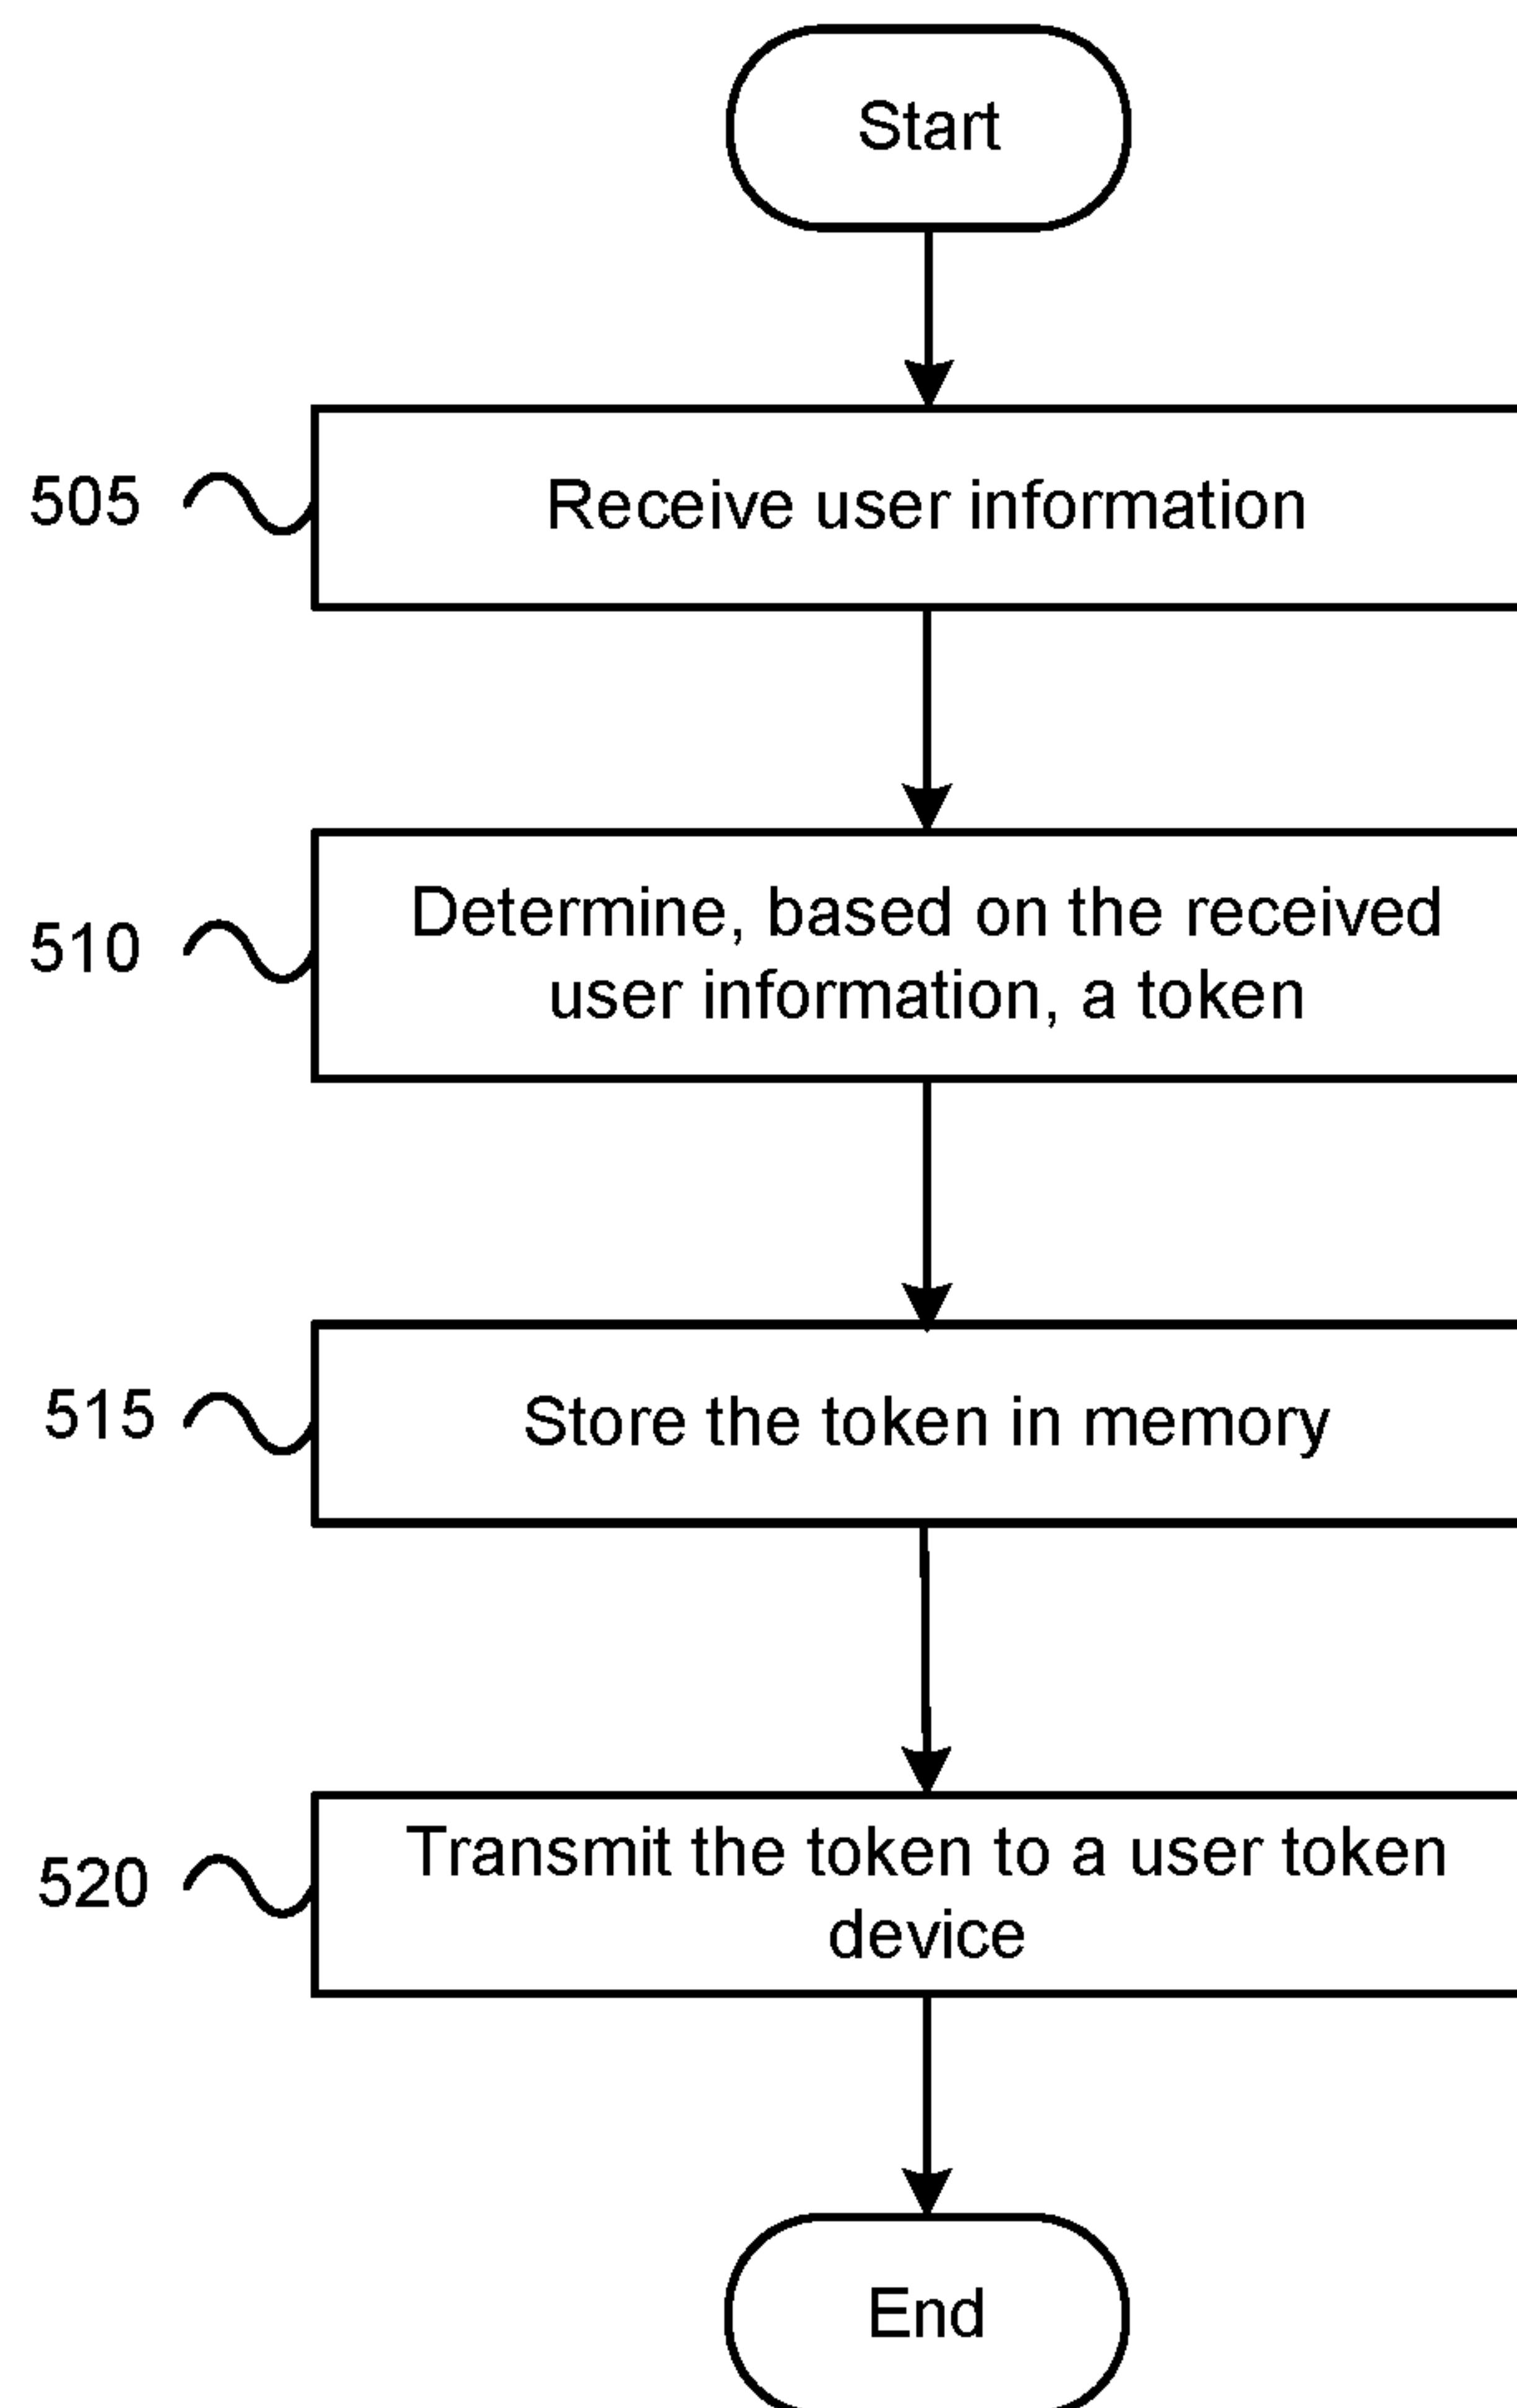 Start
505
Receive user information
510
Determine, based on the received
user information, a token
515
Store the token in memory
520
Transmit the token to a user token
device
End